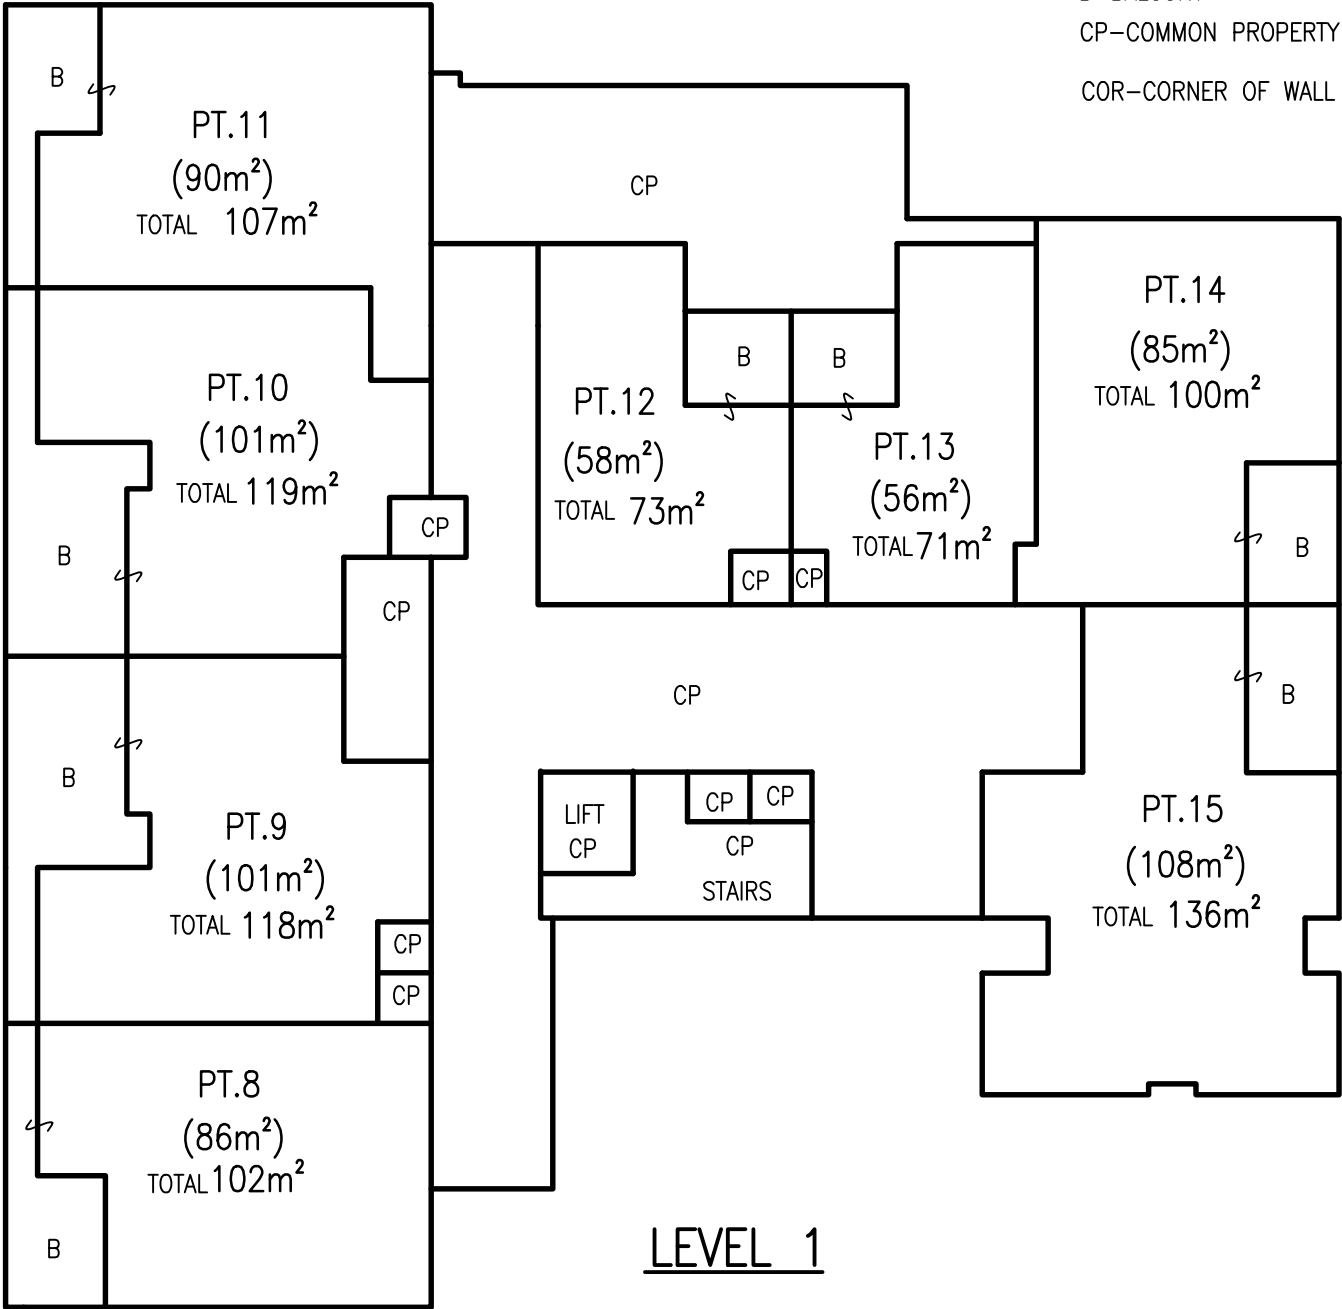 CP-COMMON PROPERTY
COR-CORNER OF WALL
B
PT.11
(90m²)
TOTAL 107m²
CP
PT.10
(101m²)
TOTAL 119m²
B
CP
CP
PT.12
(58m²)
TOTAL 73m²
B
B
PT.13
(56m²)
TOTAL 71m²
CP
CP
PT.14
(85m²)
TOTAL 100m²
B
CP
B
B
PT.9
(101m²)
TOTAL 118m²
CP
CP
LIFT
CP
CP
CP
CP
STAIRS
PT.15
(108m²)
TOTAL 136m²
PT.8
(86m²)
TOTAL 102m²
B
LEVEL 1